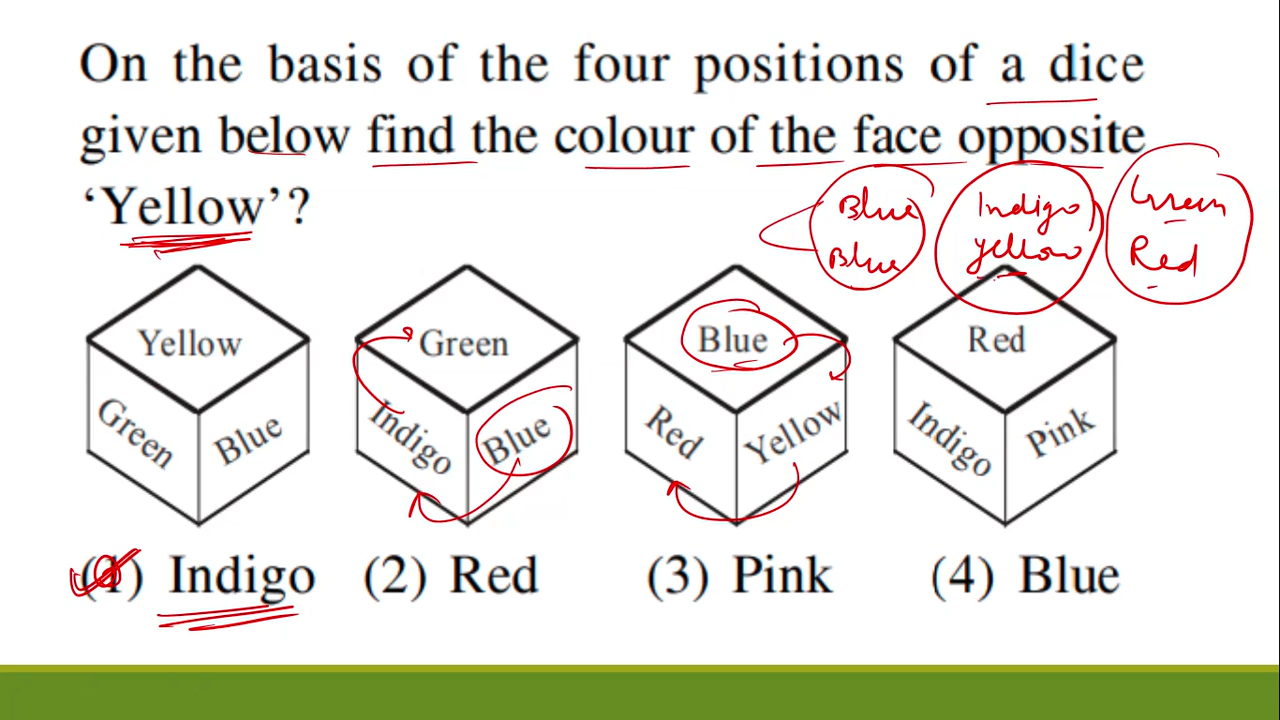 On the basis of the four positions of a dice
given below find the colour of the face opposite
‘Yellow’?
Blue Indigo Green
Blue yellow Red
Yellow Green Blue Red
Green Blue Indigo Blue Red Yellow Indigo Pink
(1) Indigo (2) Red (3) Pink (4) Blue